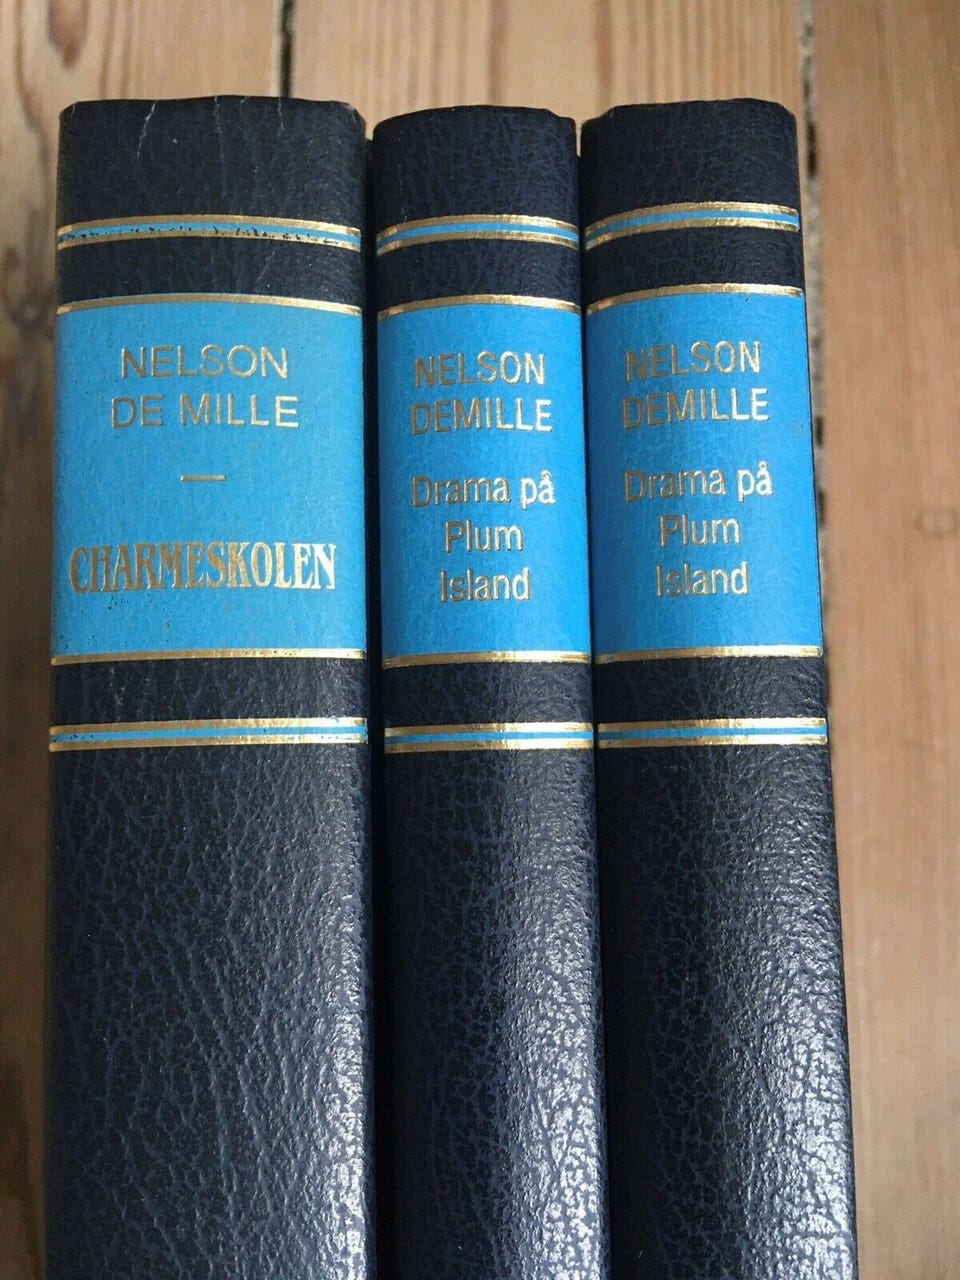 NELSON
DE MILLE
—
CHARMESKOLEN
NELSON
DEMILLE
Drama på
Plum
Island
NELSON
DEMILLE
Drama på
Plum
Island